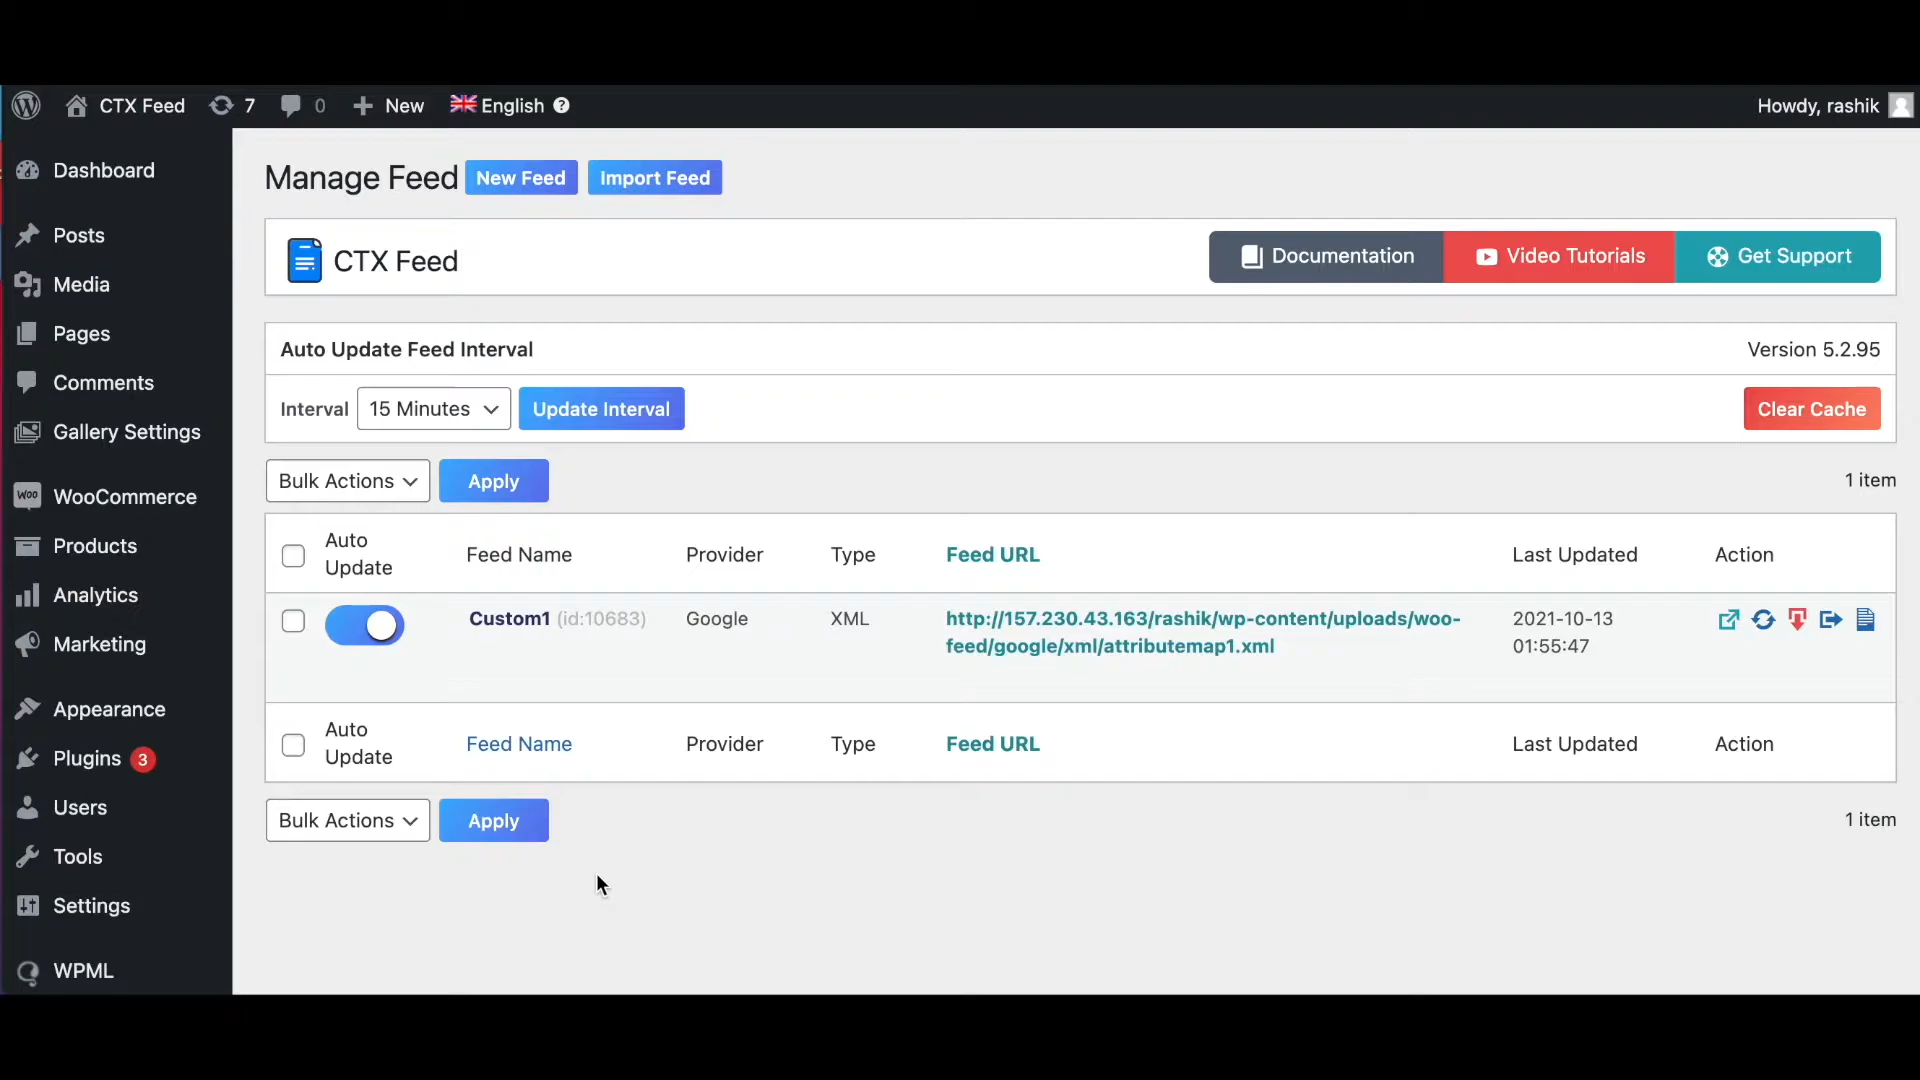 CTX Feed 7 0 New English Howdy, rashik
Dashboard
Posts
Media
Pages
Comments
Gallery Settings
WooCommerce
Products
Analytics
Marketing
Appearance
Plugins 3
Users
Tools
Settings
WPML
Manage Feed New Feed Import Feed
CTX Feed Documentation Video Tutorials Get Support
Auto Update Feed Interval Version 5.2.95
Interval 15 Minutes Update Interval Clear Cache
Bulk Actions Apply 1 item
Auto Update Feed Name Provider Type Feed URL Last Updated Action
Custom1 (id:10683) Google XML http://157.230.43.163/rashik/wp-content/uploads/woo- 2021-10-13
feed/google/xml/attributemap1.xml 01:55:47
Auto Update Feed Name Provider Type Feed URL Last Updated Action
Bulk Actions Apply 1 item